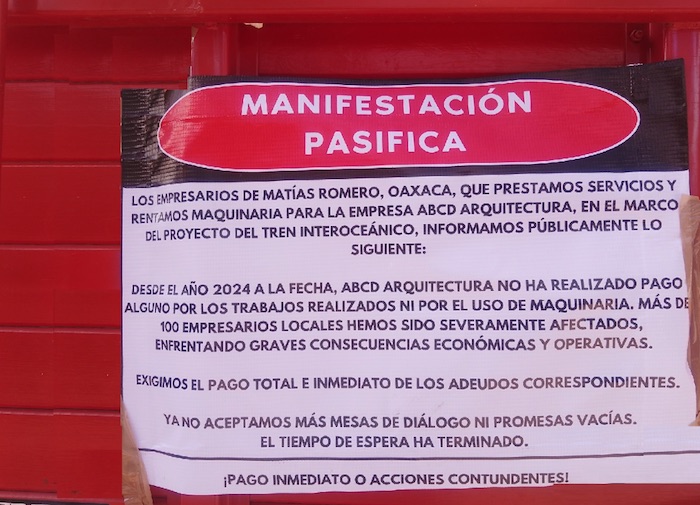 MANIFESTACIÓN
PASIFICA
LOS EMPRESARIOS DE MATÍAS ROMERO, OAXACA, QUE PRESTAMOS SERVICIOS Y
RENTAMOS MAQUINARIA PARA LA EMPRESA ABCD ARQUITECTURA, EN EL MARCO
DEL PROYECTO DEL TREN INTEROCEÁNICO, INFORMAMOS PÚBLICAMENTE LO
SIGUIENTE:
DESDE EL AÑO 2024 A LA FECHA, ABCD ARQUITECTURA NO HA REALIZADO PAGO
ALGUNO POR LOS TRABAJOS REALIZADOS NI POR EL USO DE MAQUINARIA. MÁS DE
100 EMPRESARIOS LOCALES HEMOS SIDO SEVERAMENTE AFECTADOS,
ENFRENTANDO GRAVES CONSECUENCIAS ECONÓMICAS Y OPERATIVAS.
EXIGIMOS EL PAGO TOTAL E INMEDIATO DE LOS ADEUDOS CORRESPONDIENTES.
YA NO ACEPTAMOS MÁS MESAS DE DIÁLOGO NI PROMESAS VACÍAS.
EL TIEMPO DE ESPERA HA TERMINADO.
¡PAGO INMEDIATO O ACCIONES CONTUNDENTES!